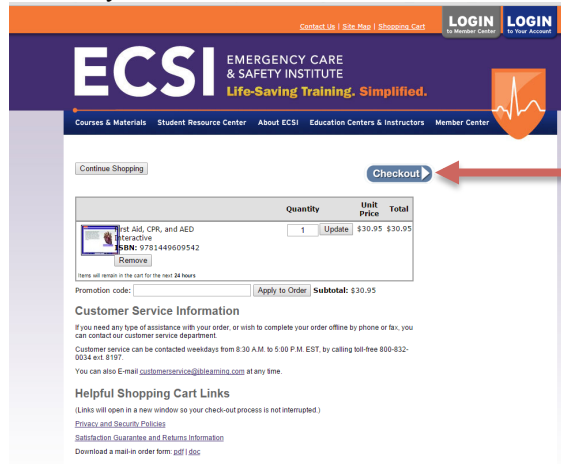 Contact Us | Site Map | Shopping Cart
LOGIN
to Member Center
LOGIN
to Your Account
ECSI
EMERGENCY CARE
& SAFETY INSTITUTE
Life-Saving Training. Simplified.
Courses & Materials Student Resource Center About ECSI Education Centers & Instructors Member Center
Continue Shopping
Checkout
Quantity Unit Price Total
First Aid, CPR, and AED
Interactive
ISBN: 9781449609542
1 Update $30.95 $30.95
Remove
Items will remain in the cart for the next 24 hours
Promotion code: Apply to Order Subtotal: $30.95
Customer Service Information
If you need any type of assistance with your order, or wish to complete your order offline by phone or fax, you
can contact our customer service department.
Customer service can be contacted weekdays from 8:30 A.M. to 5:00 P.M. EST, by calling toll-free 800-832-
0034 ext. 8197.
You can also E-mail customerservice@jblearning.com at any time.
Helpful Shopping Cart Links
(Links will open in a new window so your check-out process is not interrupted.)
Privacy and Security Policies
Satisfaction Guarantee and Returns Information
Download a mail-in order form: pdf | doc